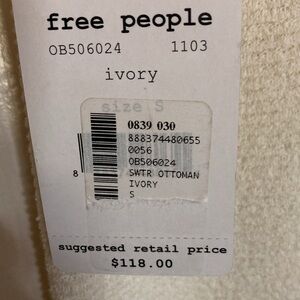 free people
OB506024 1103
ivory
size S
0839 030
888374480655
0056
OB506024
SWTR OTTOMAN
IVORY
S
8
suggested retail price
$118.00